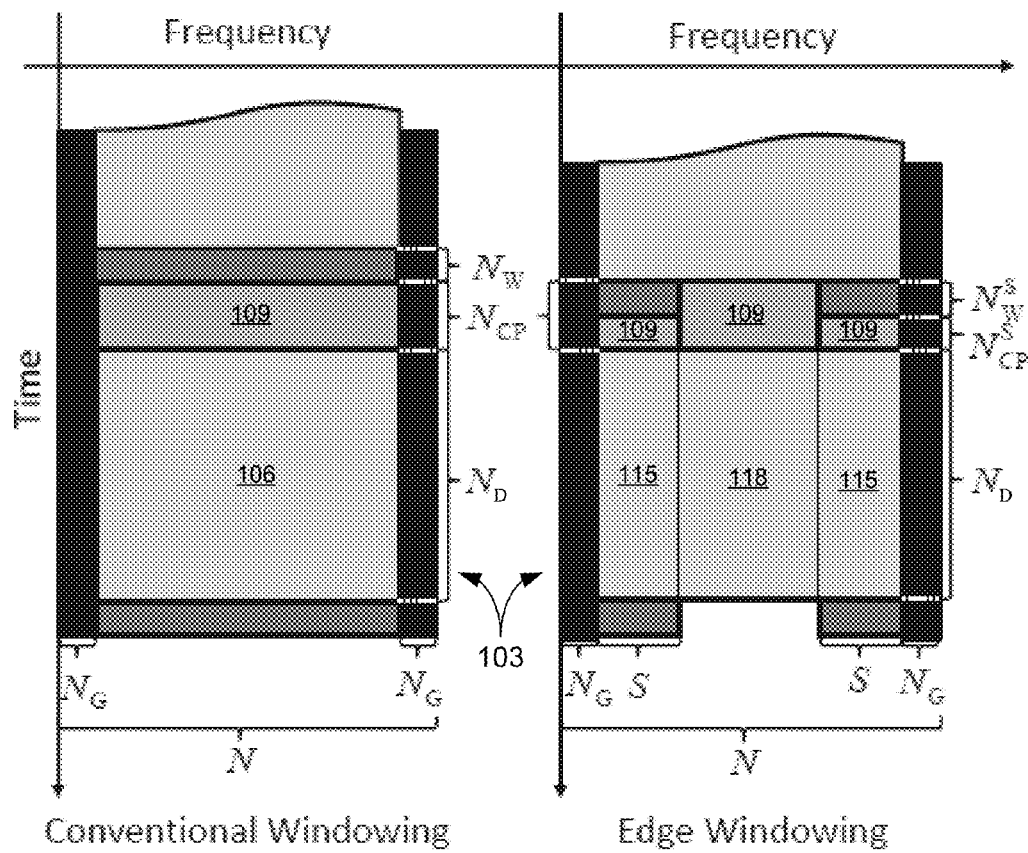 Frequency
Frequency
Time
N_W
109
N_CP
106
N_D
103
N_G
N_G
N
Conventional Windowing
109
109
109
N_W^S
N_CP^S
115
118
115
N_D
N_G
S
S
N_G
N
Edge Windowing